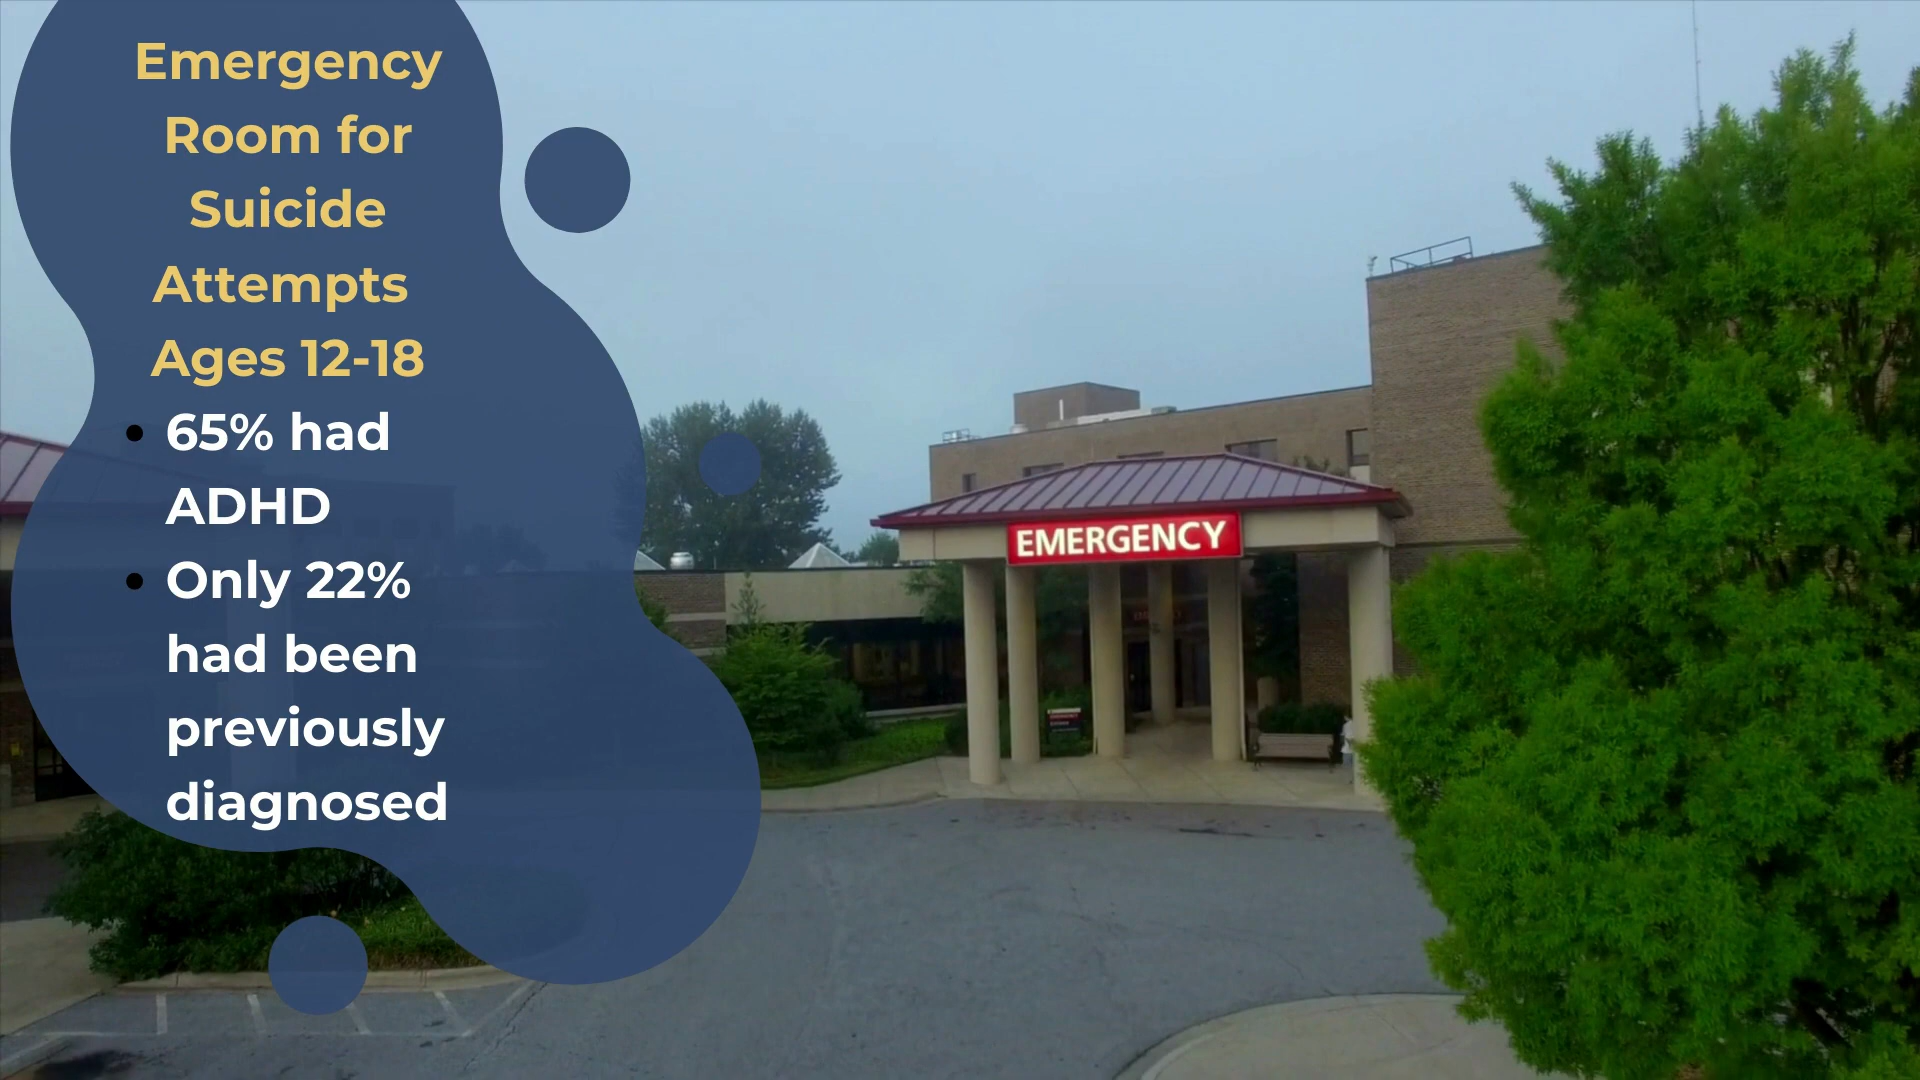 Emergency
Room for
Suicide
Attempts
Ages 12-18
• 65% had
ADHD
• Only 22%
had been
previously
diagnosed
EMERGENCY